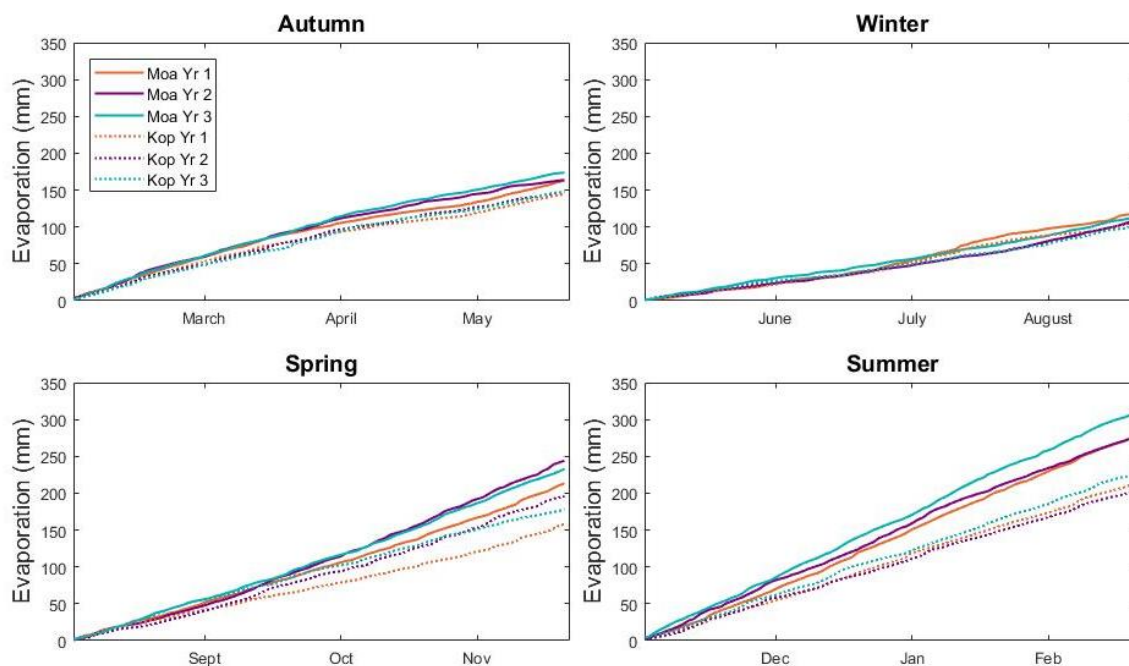 Autumn
Evaporation (mm)
350
300
250
200
150
100
50
0
Moa Yr 1
Moa Yr 2
Moa Yr 3
Kop Yr 1
Kop Yr 2
Kop Yr 3
March April May
Winter
Evaporation (mm)
350
300
250
200
150
100
50
0
June July August
Spring
Evaporation (mm)
350
300
250
200
150
100
50
0
Sept Oct Nov
Summer
Evaporation (mm)
350
300
250
200
150
100
50
0
Dec Jan Feb